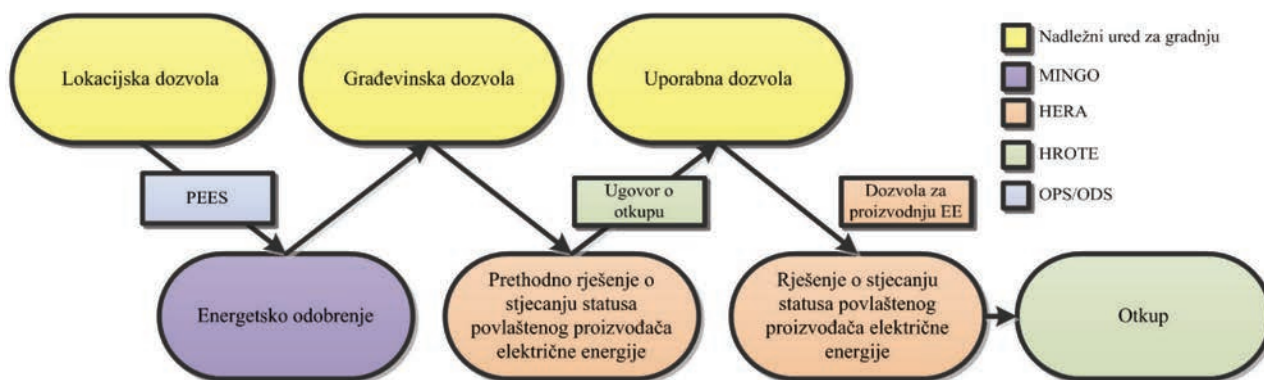 Lokacijska dozvola
Građevinska dozvola
Uporabna dozvola
Nadležni ured za gradnju
MINGO
HERA
HROTE
OPS/ODS
PEES
Ugovor o
otkupu
Dozvola za
proizvodnju EE
Energetsko odobrenje
Prethodno rješenje o
stjecanju statusa
povlaštenog proizvođača
električne energije
Rješenje o stjecanju
statusa povlaštenog
proizvođača električne
energije
Otkup